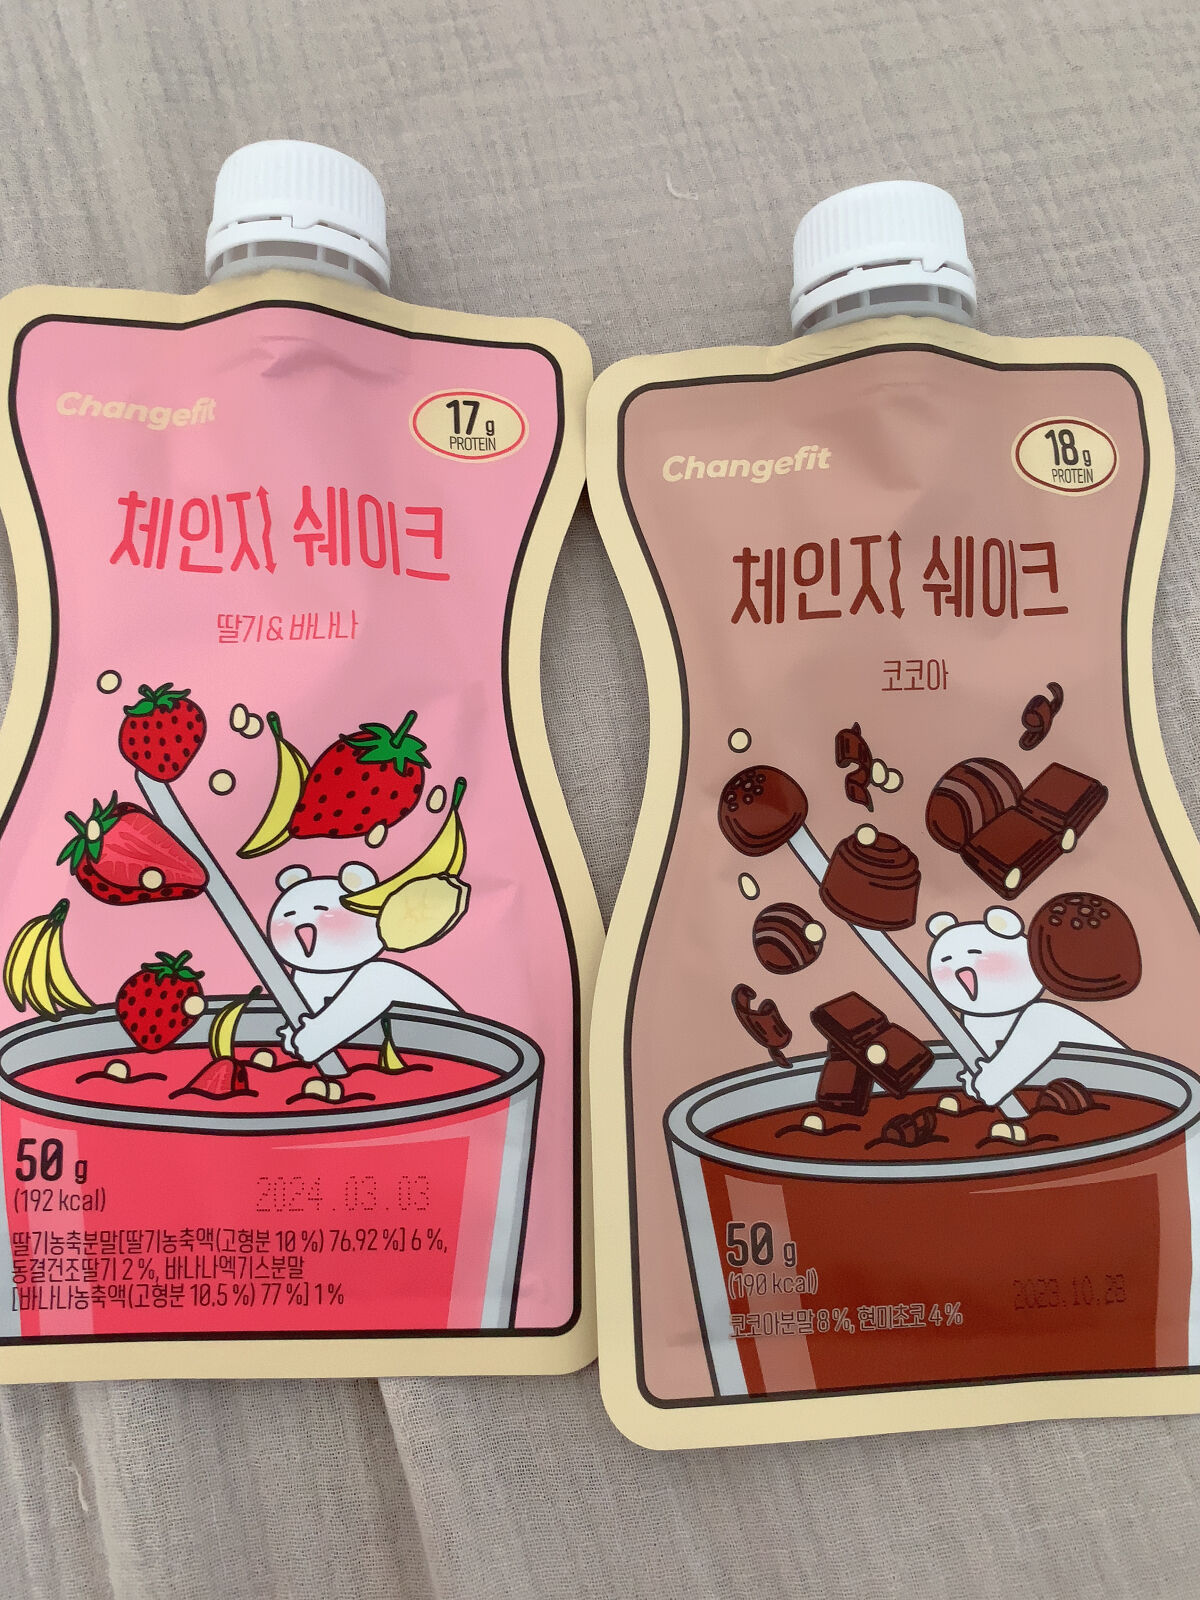 Changefit
17 g
PROTEIN
체인지 쉐이크
딸기 & 바나나
50 g
(192 kcal)
2024.03.03
딸기농축분말[딸기농축액(고형분 10 %) 76.92 %] 6 %,
동결건조딸기 2 %, 바나나엑기스분말
[바나나농축액(고형분 10.5 %) 77 %] 1 %
Changefit
18 g
PROTEIN
체인지 쉐이크
코코아
50 g
(190 kcal)
2023.10.28
코코아분말 8 %, 현미초코 4 %